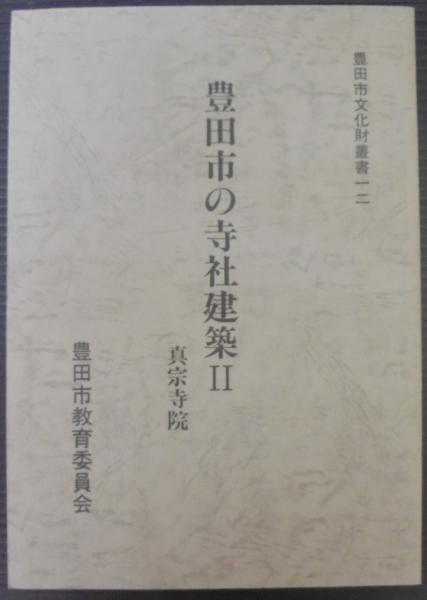 豊田市文化財叢書一二
豊田市の寺社建築II
真宗寺院
豊田市教育委員会